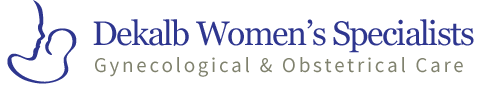 Dekalb Women’s Specialists
Gynecological & Obstetrical Care